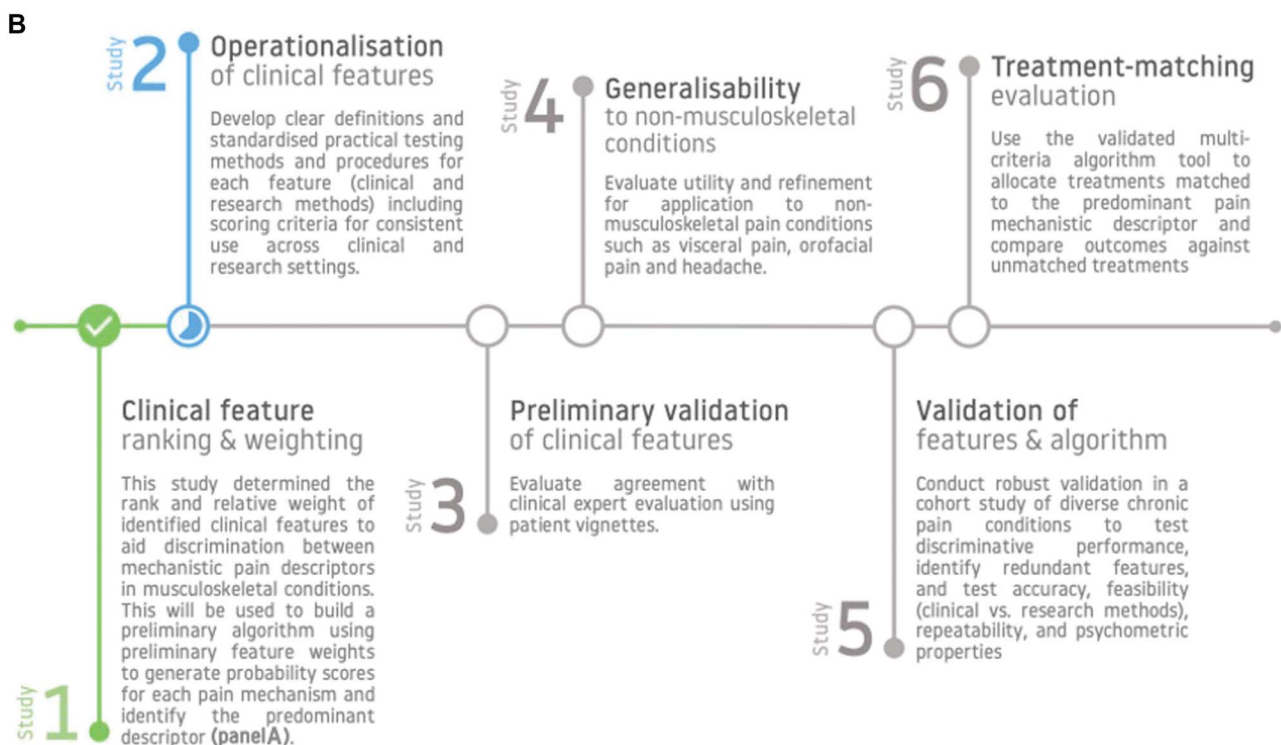 B
Study 2
Operationalisation
of clinical features
Develop clear definitions and
standardised practical testing
methods and procedures for
each feature (clinical and
research methods) including
scoring criteria for consistent
use across clinical and
research settings.
Study 4
Generalisability
to non-musculoskeletal
conditions
Evaluate utility and refinement
for application to non-
musculoskeletal pain conditions
such as visceral pain, orofacial
pain and headache.
Study 6
Treatment-matching
evaluation
Use the validated multi-
criteria algorithm tool to
allocate treatments matched
to the predominant pain
mechanistic descriptor and
compare outcomes against
unmatched treatments
Study 1
Clinical feature
ranking & weighting
This study determined the
rank and relative weight of
identified clinical features to
aid discrimination between
mechanistic pain descriptors
in musculoskeletal conditions.
This will be used to build a
preliminary algorithm using
preliminary feature weights
to generate probability scores
for each pain mechanism and
identify the predominant
descriptor (panelA).
Study 3
Preliminary validation
of clinical features
Evaluate agreement with
clinical expert evaluation using
patient vignettes.
Study 5
Validation of
features & algorithm
Conduct robust validation in a
cohort study of diverse chronic
pain conditions to test
discriminative performance,
identify redundant features,
and test accuracy, feasibility
(clinical vs. research methods),
repeatability, and psychometric
properties